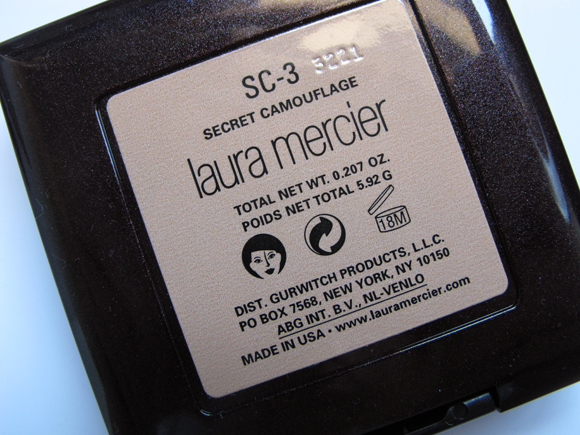 SC-3 3221
SECRET CAMOUFLAGE
laura mercier
TOTAL NET WT. 0.207 OZ.
POIDS NET TOTAL 5.92 G
18M
DIST. GURWITCH PRODUCTS, L.L.C.
PO BOX 7568, NEW YORK, NY 10150
ABG INT. B.V., NL-VENLO
MADE IN USA • www.lauramercier.com